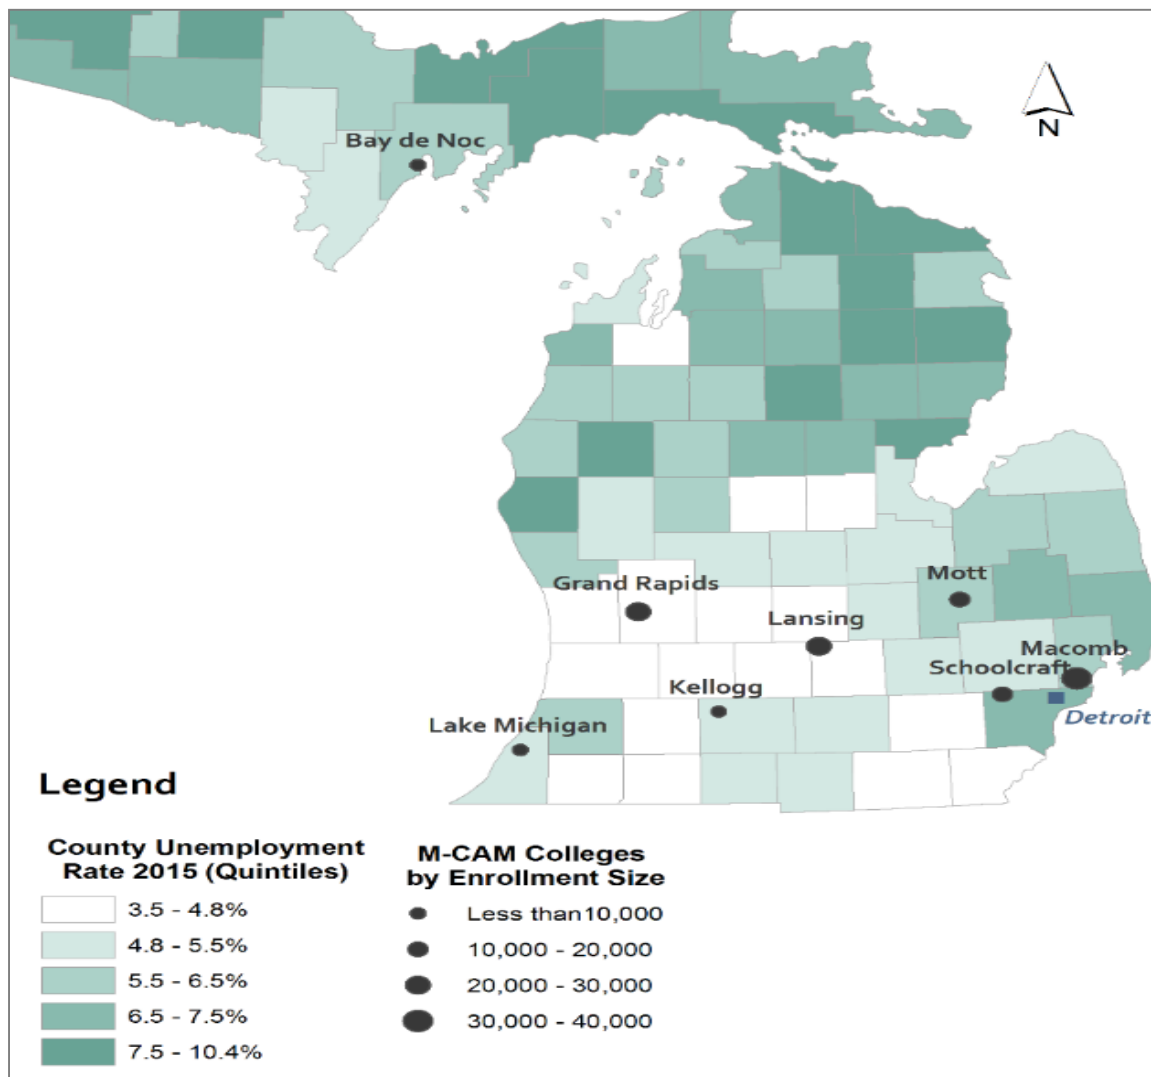 N
Bay de Noc
Mott
Grand Rapids
Lansing
Macomb
Schoolcraft
Kellogg
Detroit
Lake Michigan
Legend
County Unemployment
Rate 2015 (Quintiles)
3.5 - 4.8%
4.8 - 5.5%
5.5 - 6.5%
6.5 - 7.5%
7.5 - 10.4%
M-CAM Colleges
by Enrollment Size
Less than10,000
10,000 - 20,000
20,000 - 30,000
30,000 - 40,000